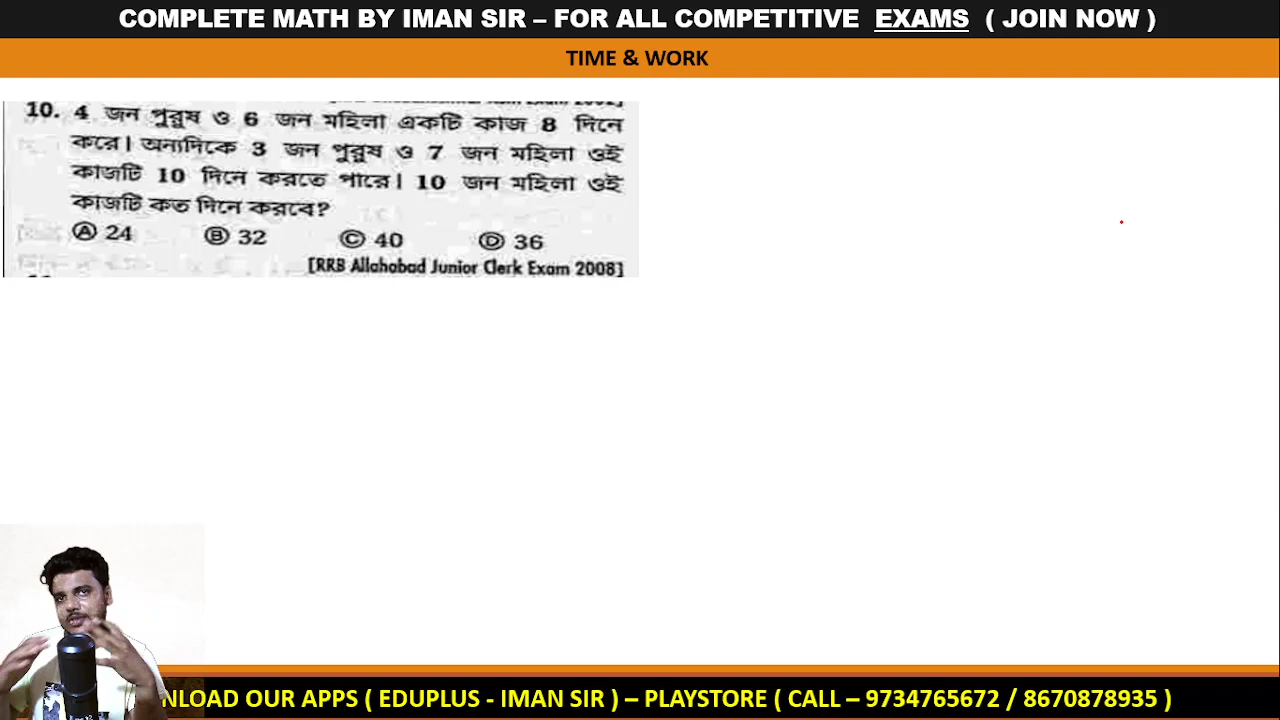 COMPLETE MATH BY IMAN SIR – FOR ALL COMPETITIVE EXAMS ( JOIN NOW )
TIME & WORK
10. 4 জন পুরুষ ও 6 জন মহিলা একটি কাজ 8 দিনে
করে। অন্যদিকে 3 জন পুরুষ ও 7 জন মহিলা ওই
কাজটি 10 দিনে করতে পারে। 10 জন মহিলা ওই
কাজটি কত দিনে করবে?
Ⓐ 24 Ⓑ 32 Ⓒ 40 Ⓓ 36
[RRB Allahabad Junior Clerk Exam 2008]
NLOAD OUR APPS ( EDUPLUS - IMAN SIR ) – PLAYSTORE ( CALL – 9734765672 / 8670878935 )